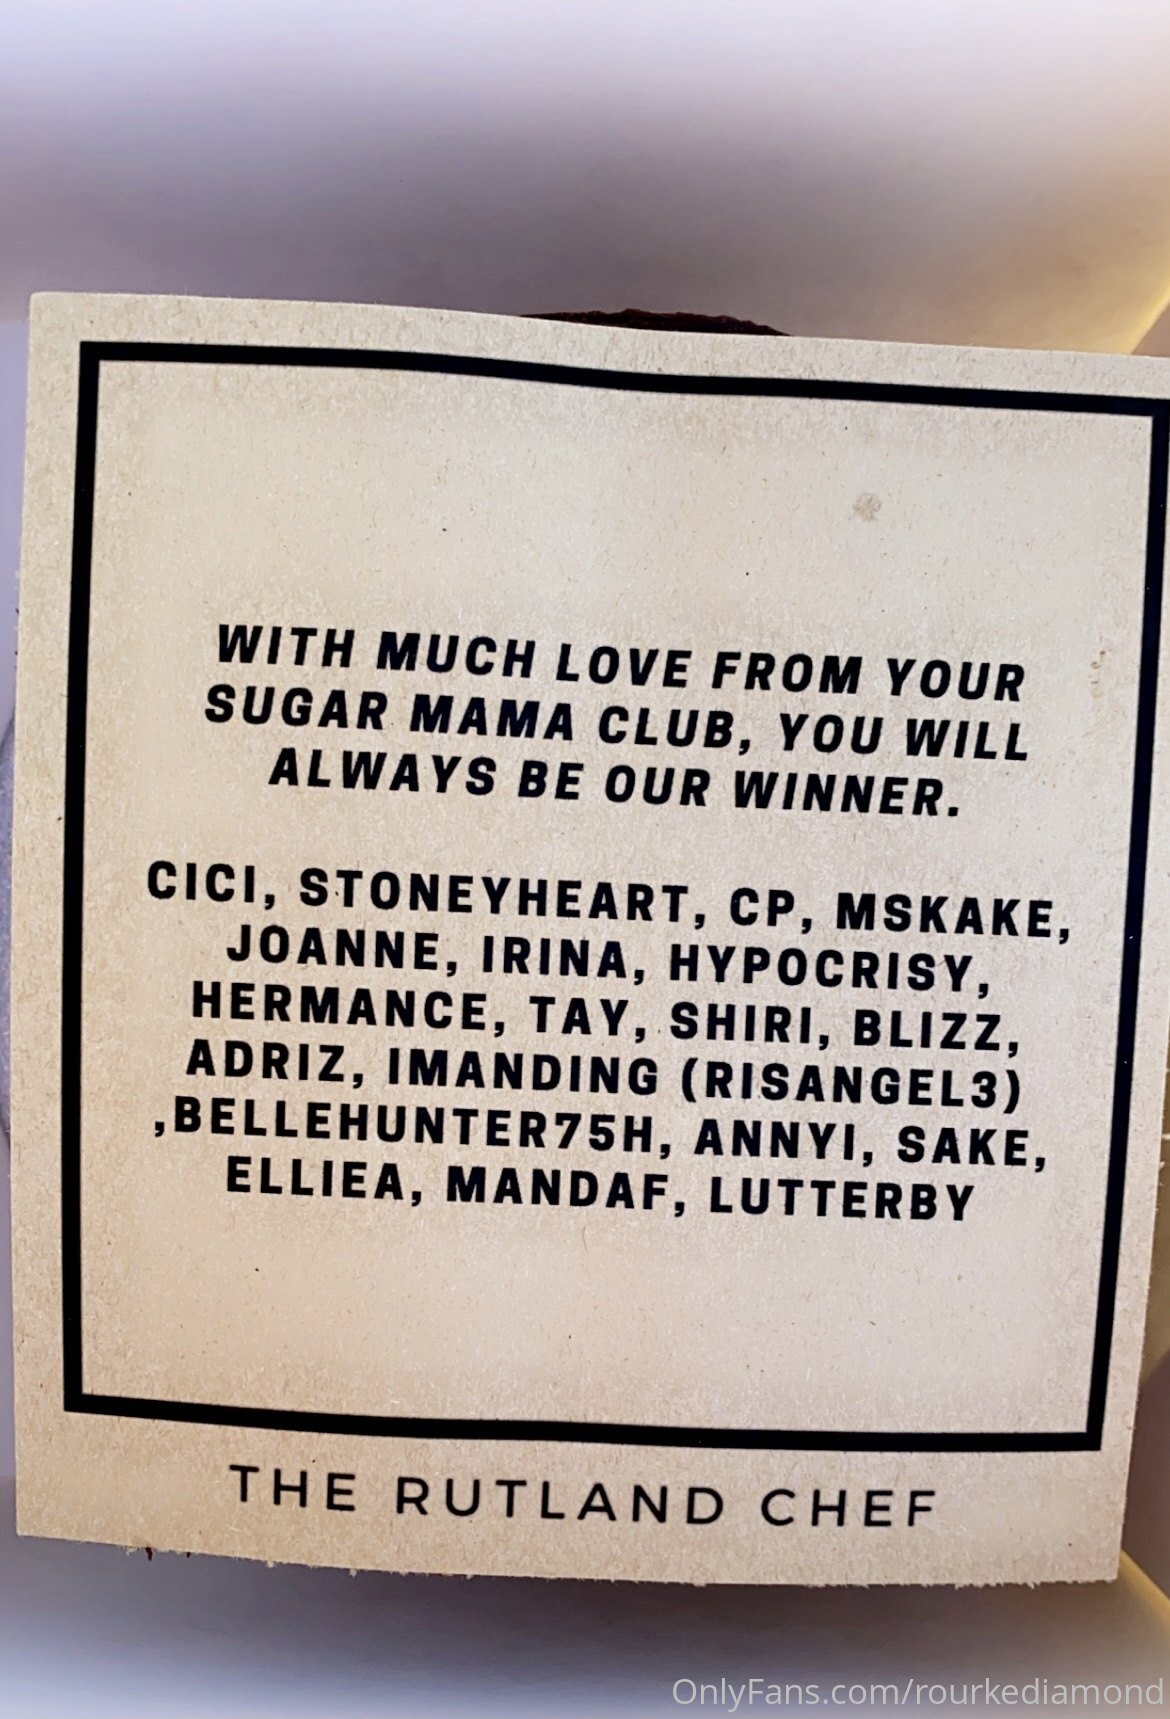 WITH MUCH LOVE FROM YOUR
SUGAR MAMA CLUB, YOU WILL
ALWAYS BE OUR WINNER.
CICI, STONEYHEART, CP, MSKAKE,
JOANNE, IRINA, HYPOCRISY,
HERMANCE, TAY, SHIRI, BLIZZ,
ADRIZ, IMANDING (RISANGEL3)
,BELLEHUNTER75H, ANNYI, SAKE,
ELLIEA, MANDAF, LUTTERBY
THE RUTLAND CHEF
OnlyFans.com/rourkediamond